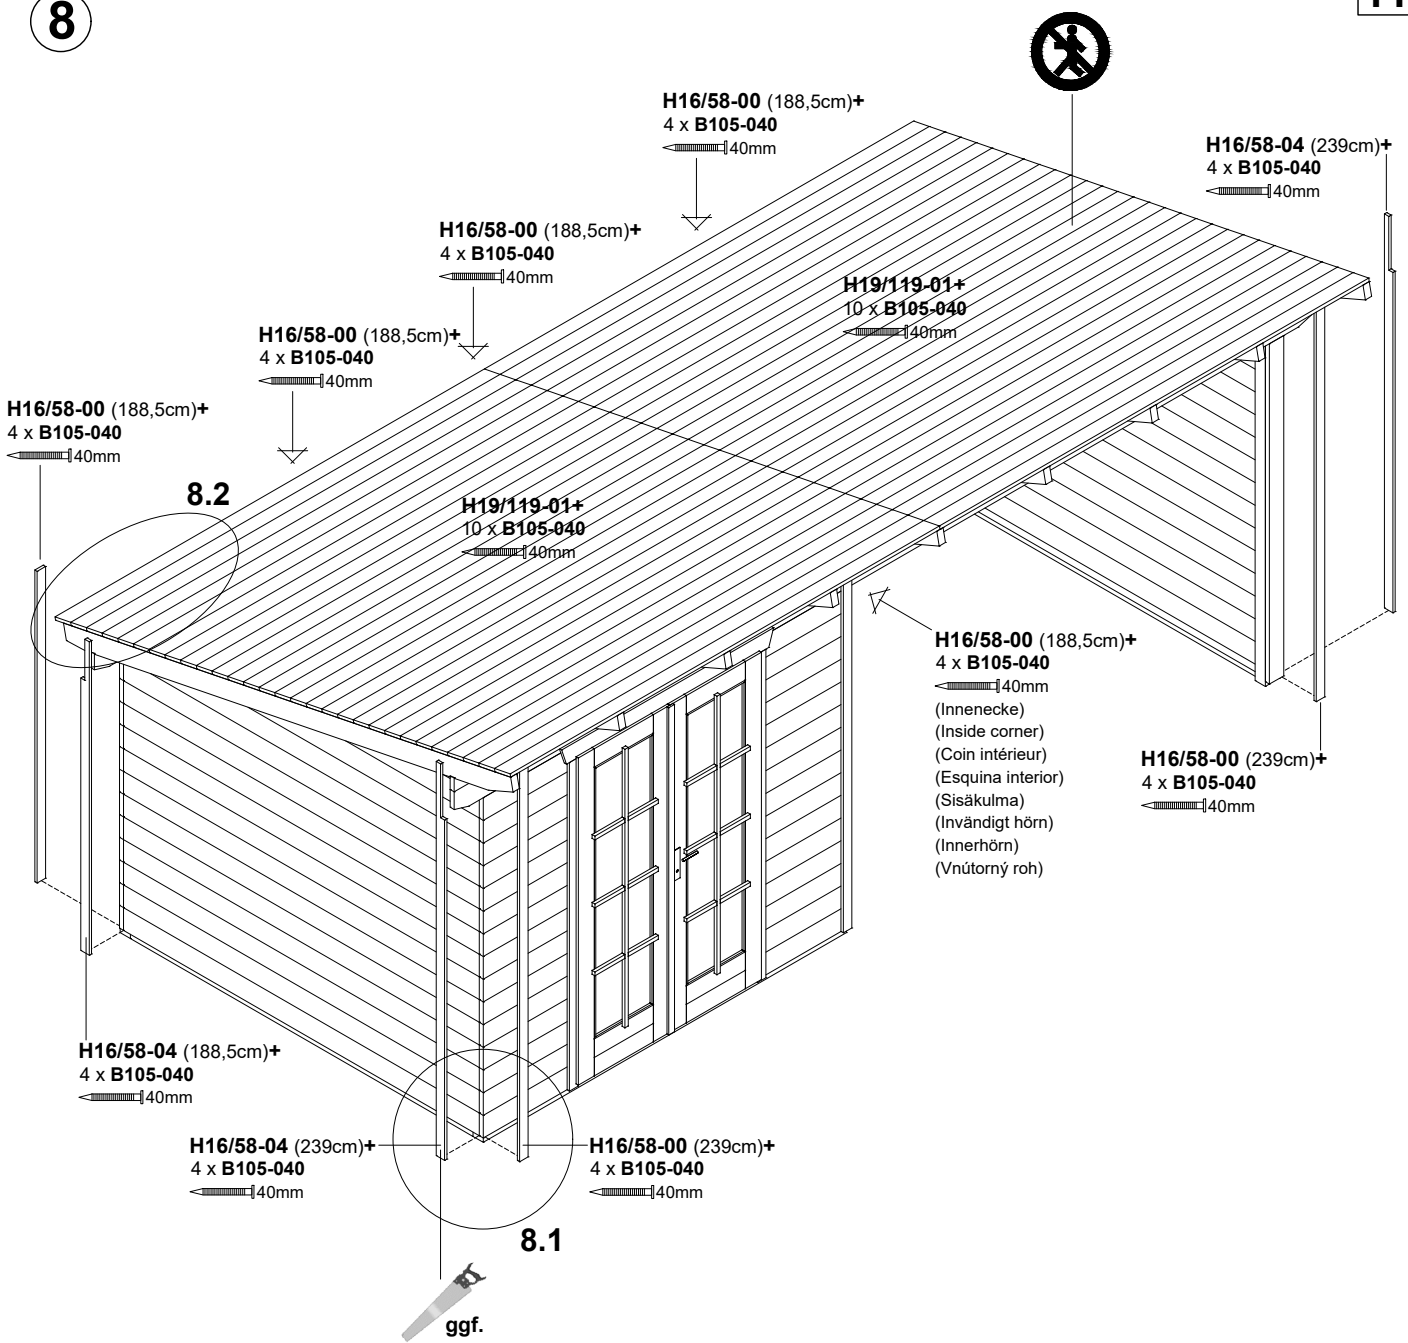 8
H16/58-00 (188,5cm)+
4 x B105-040
40mm
H16/58-04 (239cm)+
4 x B105-040
40mm
H16/58-00 (188,5cm)+
4 x B105-040
40mm
H19/119-01+
10 x B105-040
40mm
H16/58-00 (188,5cm)+
4 x B105-040
40mm
H16/58-00 (188,5cm)+
4 x B105-040
40mm
8.2
H19/119-01+
10 x B105-040
40mm
H16/58-00 (188,5cm)+
4 x B105-040
40mm
(Innenecke)
(Inside corner)
(Coin intérieur)
(Esquina interior)
(Sisäkulma)
(Invändigt hörn)
(Innerhörn)
(Vnútorný roh)
H16/58-00 (239cm)+
4 x B105-040
40mm
H16/58-04 (188,5cm)+
4 x B105-040
40mm
H16/58-04 (239cm)+
4 x B105-040
40mm
H16/58-00 (239cm)+
4 x B105-040
40mm
8.1
ggf.